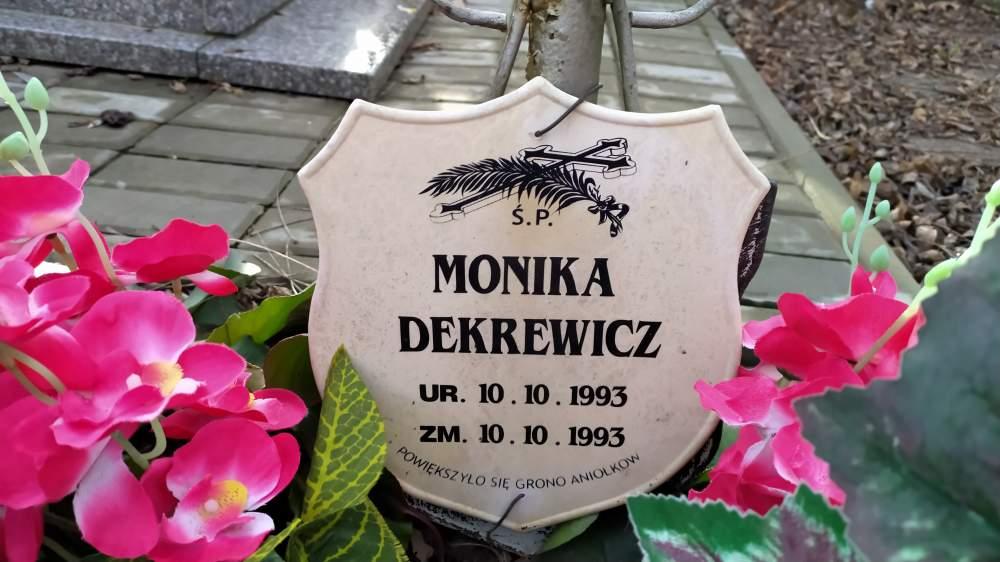 Ś.P.
MONIKA
DEKREWICZ
UR. 10.10.1993
ZM. 10.10.1993
POWIĘKSZYŁO SIĘ GRONO ANIOŁKÓW